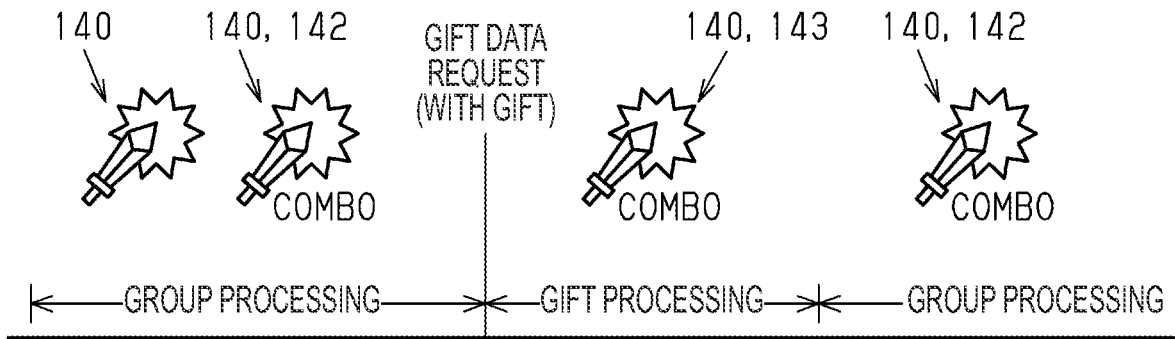 140
140, 142
GIFT DATA
REQUEST
(WITH GIFT)
140, 143
140, 142
COMBO
COMBO
COMBO
GROUP PROCESSING
GIFT PROCESSING
GROUP PROCESSING